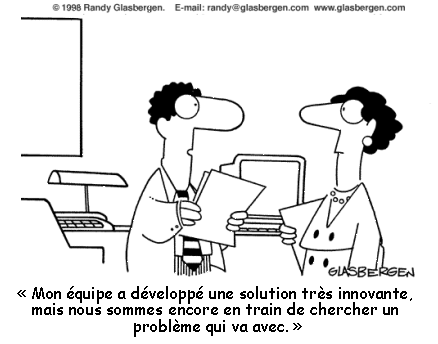 © 1998 Randy Glasbergen. E-mail: randy@glasbergen.com www.glasbergen.com
GLASBERGEN
« Mon équipe a développé une solution très innovante,
mais nous sommes encore en train de chercher un
problème qui va avec. »